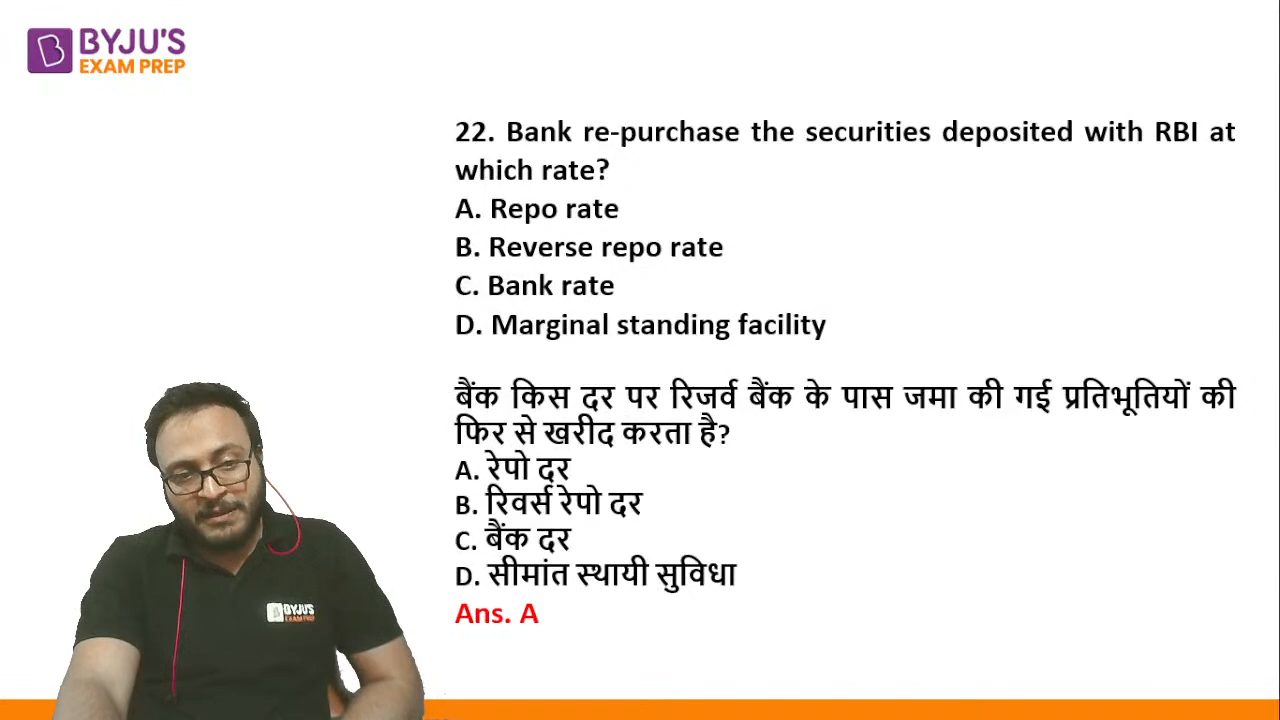 BYJU'S
EXAM PREP
22. Bank re-purchase the securities deposited with RBI at
which rate?
A. Repo rate
B. Reverse repo rate
C. Bank rate
D. Marginal standing facility
बैंक किस दर पर रिजर्व बैंक के पास जमा की गई प्रतिभूतियों की
फिर से खरीद करता है?
A. रेपो दर
B. रिवर्स रेपो दर
C. बैंक दर
D. सीमांत स्थायी सुविधा
Ans. A
BYJU'S
EXAM PREP